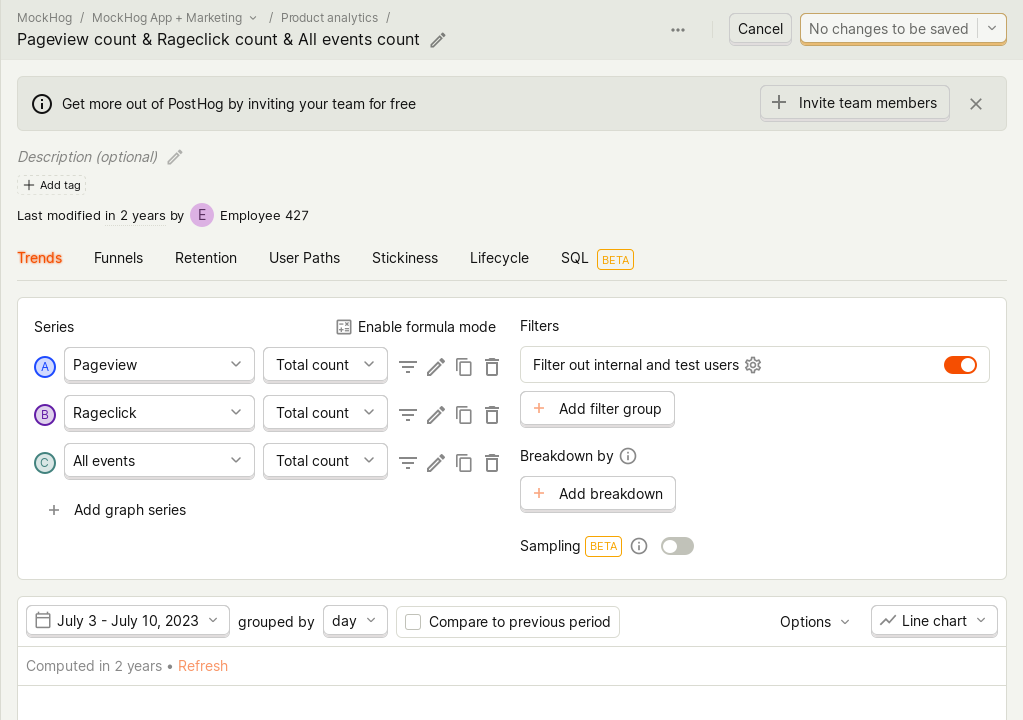 MockHog / MockHog App + Marketing / Product analytics /
Pageview count & Rageclick count & All events count
Cancel
No changes to be saved
Get more out of PostHog by inviting your team for free
Invite team members
Description (optional)
Add tag
Last modified in 2 years by E Employee 427
Trends Funnels Retention User Paths Stickiness Lifecycle SQL BETA
Series
Enable formula mode
A Pageview Total count
B Rageclick Total count
C All events Total count
Add graph series
Filters
Filter out internal and test users
Add filter group
Breakdown by
Add breakdown
Sampling BETA
July 3 - July 10, 2023 grouped by day Compare to previous period Options Line chart
Computed in 2 years • Refresh